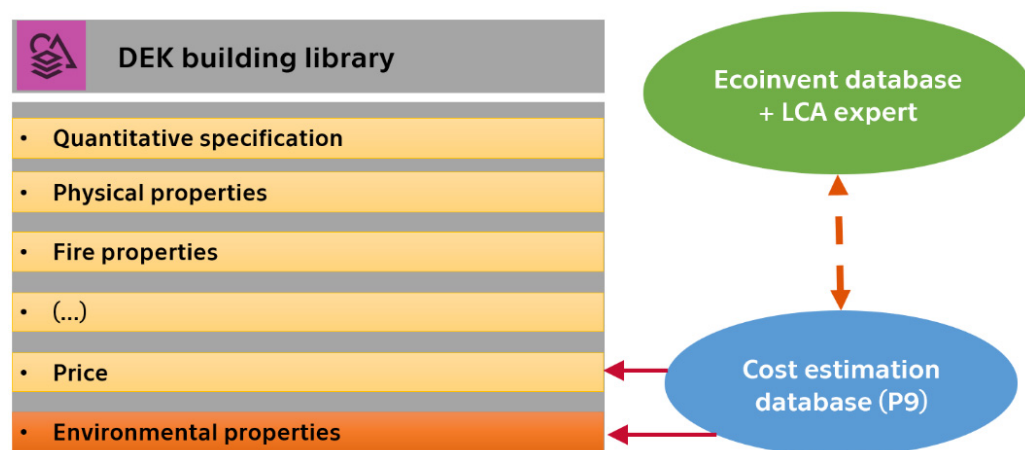 DEK building library
• Quantitative specification
• Physical properties
• Fire properties
• (...)
• Price
• Environmental properties
Ecoinvent database
+ LCA expert
Cost estimation
database (P9)